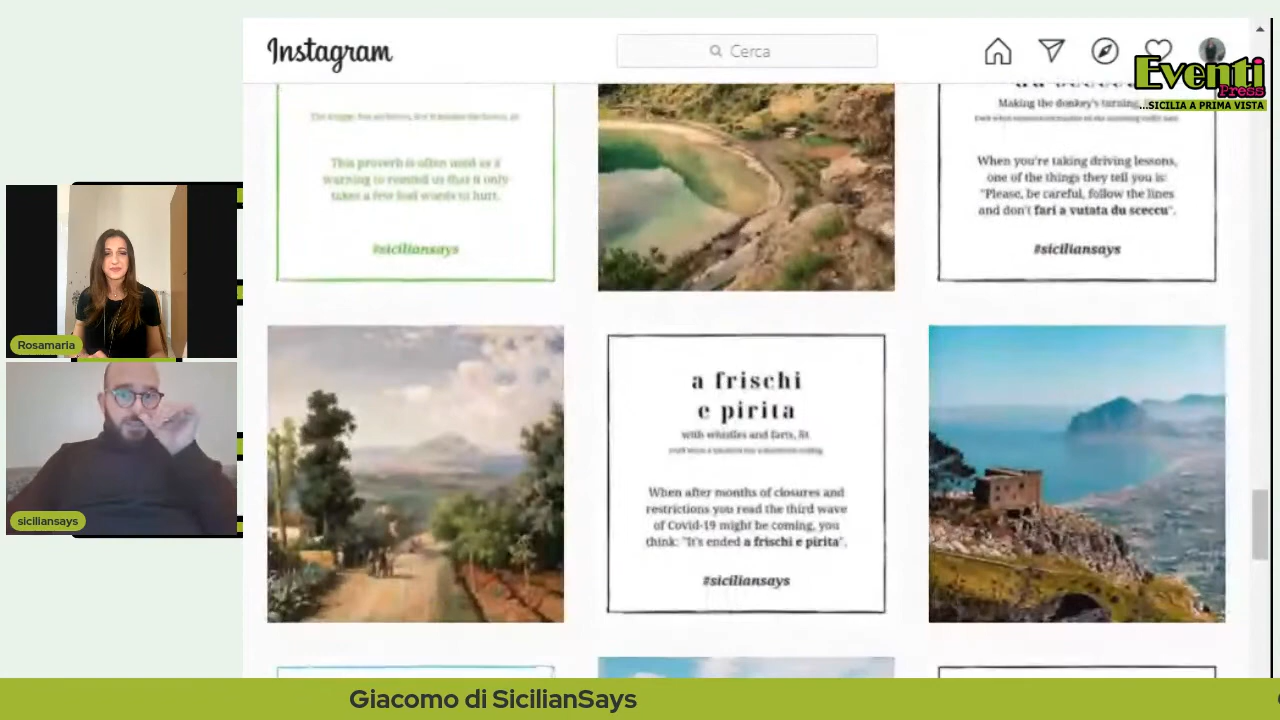 Instagram
Cerca
Eventi
Press
...SICILIA A PRIMA VISTA
Making the donkey's turning,
This proverb is often used as a
warning to remind us that it only
takes a few bad words to hurt.
#siciliansays
When you're taking driving lessons,
one of the things they tell you is:
"Please, be careful, follow the lines
and don't fari a vutata du sceccu".
#siciliansays
Rosamaria
siciliansays
a frischi
e pirita
with whistles and farts, lit
When after months of closures and
restrictions you read the third wave
of Covid-19 might be coming, you
think: "It's ended a frischi e pirita".
#siciliansays
Giacomo di SicilianSays